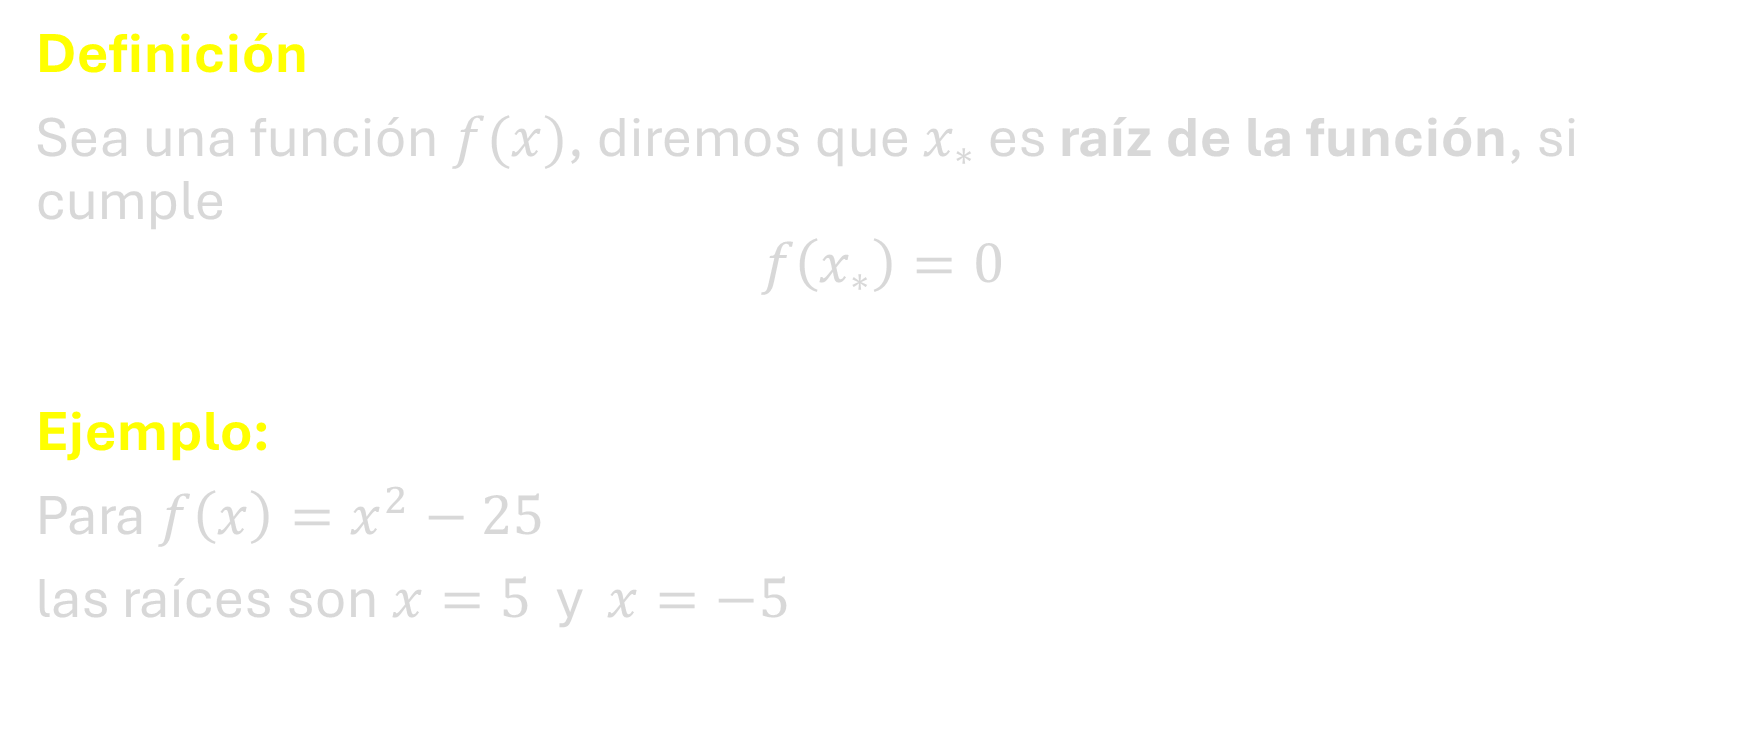 Definición
Sea una función f(x), diremos que x* es raíz de la función, si
cumple
f(x*) = 0
Ejemplo:
Para f(x) = x² − 25
las raíces son x = 5 y x = −5